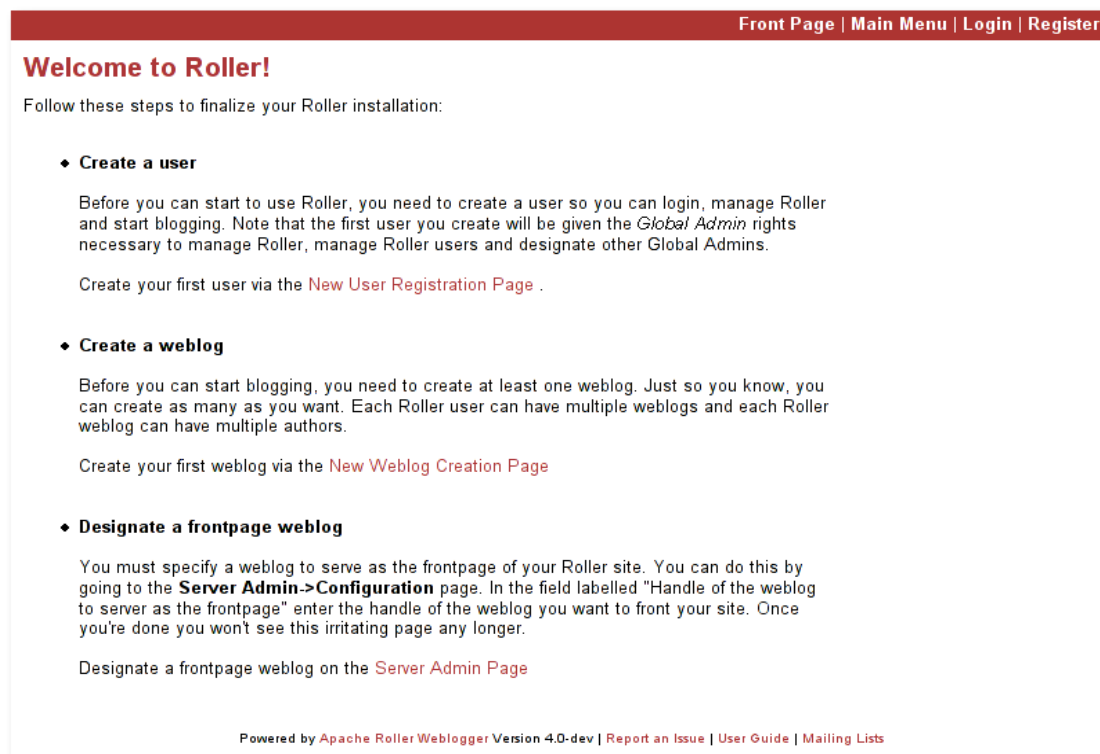 Front Page | Main Menu | Login | Register
Welcome to Roller!
Follow these steps to finalize your Roller installation:
Create a user
Before you can start to use Roller, you need to create a user so you can login, manage Roller
and start blogging. Note that the first user you create will be given the Global Admin rights
necessary to manage Roller, manage Roller users and designate other Global Admins.
Create your first user via the New User Registration Page .
Create a weblog
Before you can start blogging, you need to create at least one weblog. Just so you know, you
can create as many as you want. Each Roller user can have multiple weblogs and each Roller
weblog can have multiple authors.
Create your first weblog via the New Weblog Creation Page
Designate a frontpage weblog
You must specify a weblog to serve as the frontpage of your Roller site. You can do this by
going to the Server Admin->Configuration page. In the field labelled "Handle of the weblog
to server as the frontpage" enter the handle of the weblog you want to front your site. Once
you're done you won't see this irritating page any longer.
Designate a frontpage weblog on the Server Admin Page
Powered by Apache Roller Weblogger Version 4.0-dev | Report an Issue | User Guide | Mailing Lists